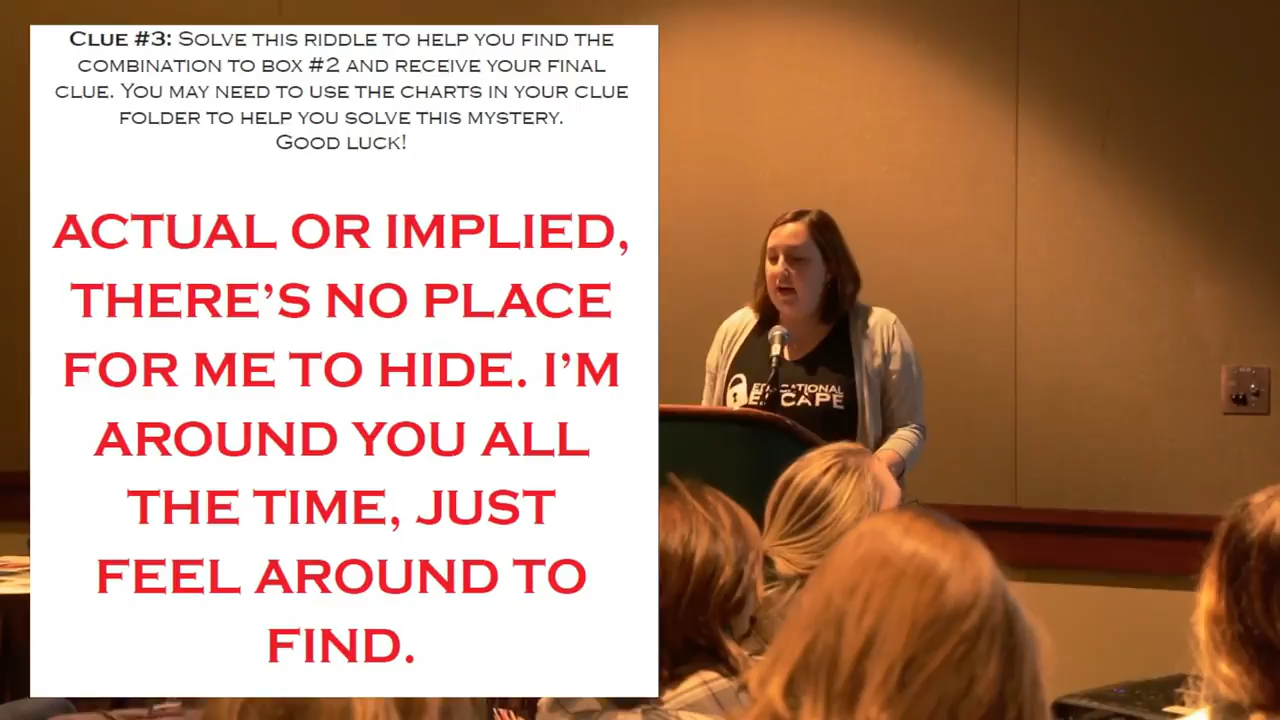 CLUE #3: SOLVE THIS RIDDLE TO HELP YOU FIND THE
COMBINATION TO BOX #2 AND RECEIVE YOUR FINAL
CLUE. YOU MAY NEED TO USE THE CHARTS IN YOUR CLUE
FOLDER TO HELP YOU SOLVE THIS MYSTERY.
GOOD LUCK!
ACTUAL OR IMPLIED,
THERE'S NO PLACE
FOR ME TO HIDE. I'M
AROUND YOU ALL
THE TIME, JUST
FEEL AROUND TO
FIND.
EDUCATIONAL
ESCAPE